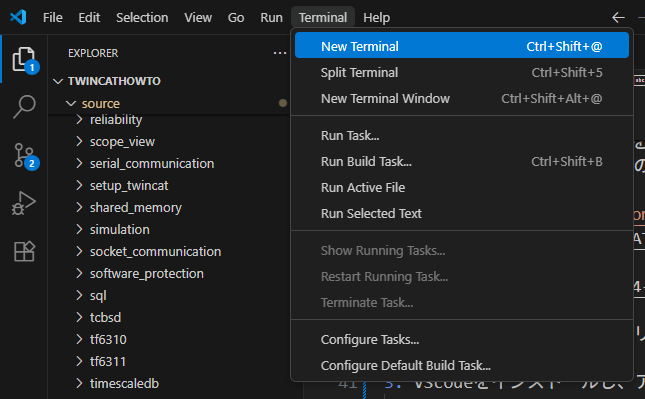 File Edit Selection View Go Run Terminal Help
EXPLORER
TWINCATHOWTO
source
reliability
scope_view
serial_communication
setup_twincat
shared_memory
simulation
socket_communication
software_protection
sql
tcbsd
tf6310
tf6311
timescaledb
1
2
New Terminal Ctrl+Shift+@
Split Terminal Ctrl+Shift+5
New Terminal Window Ctrl+Shift+Alt+@
Run Task...
Run Build Task... Ctrl+Shift+B
Run Active File
Run Selected Text
Show Running Tasks...
Restart Running Task...
Terminate Task...
Configure Tasks...
Configure Default Build Task...
41 3. VScodeをインストールし、ア